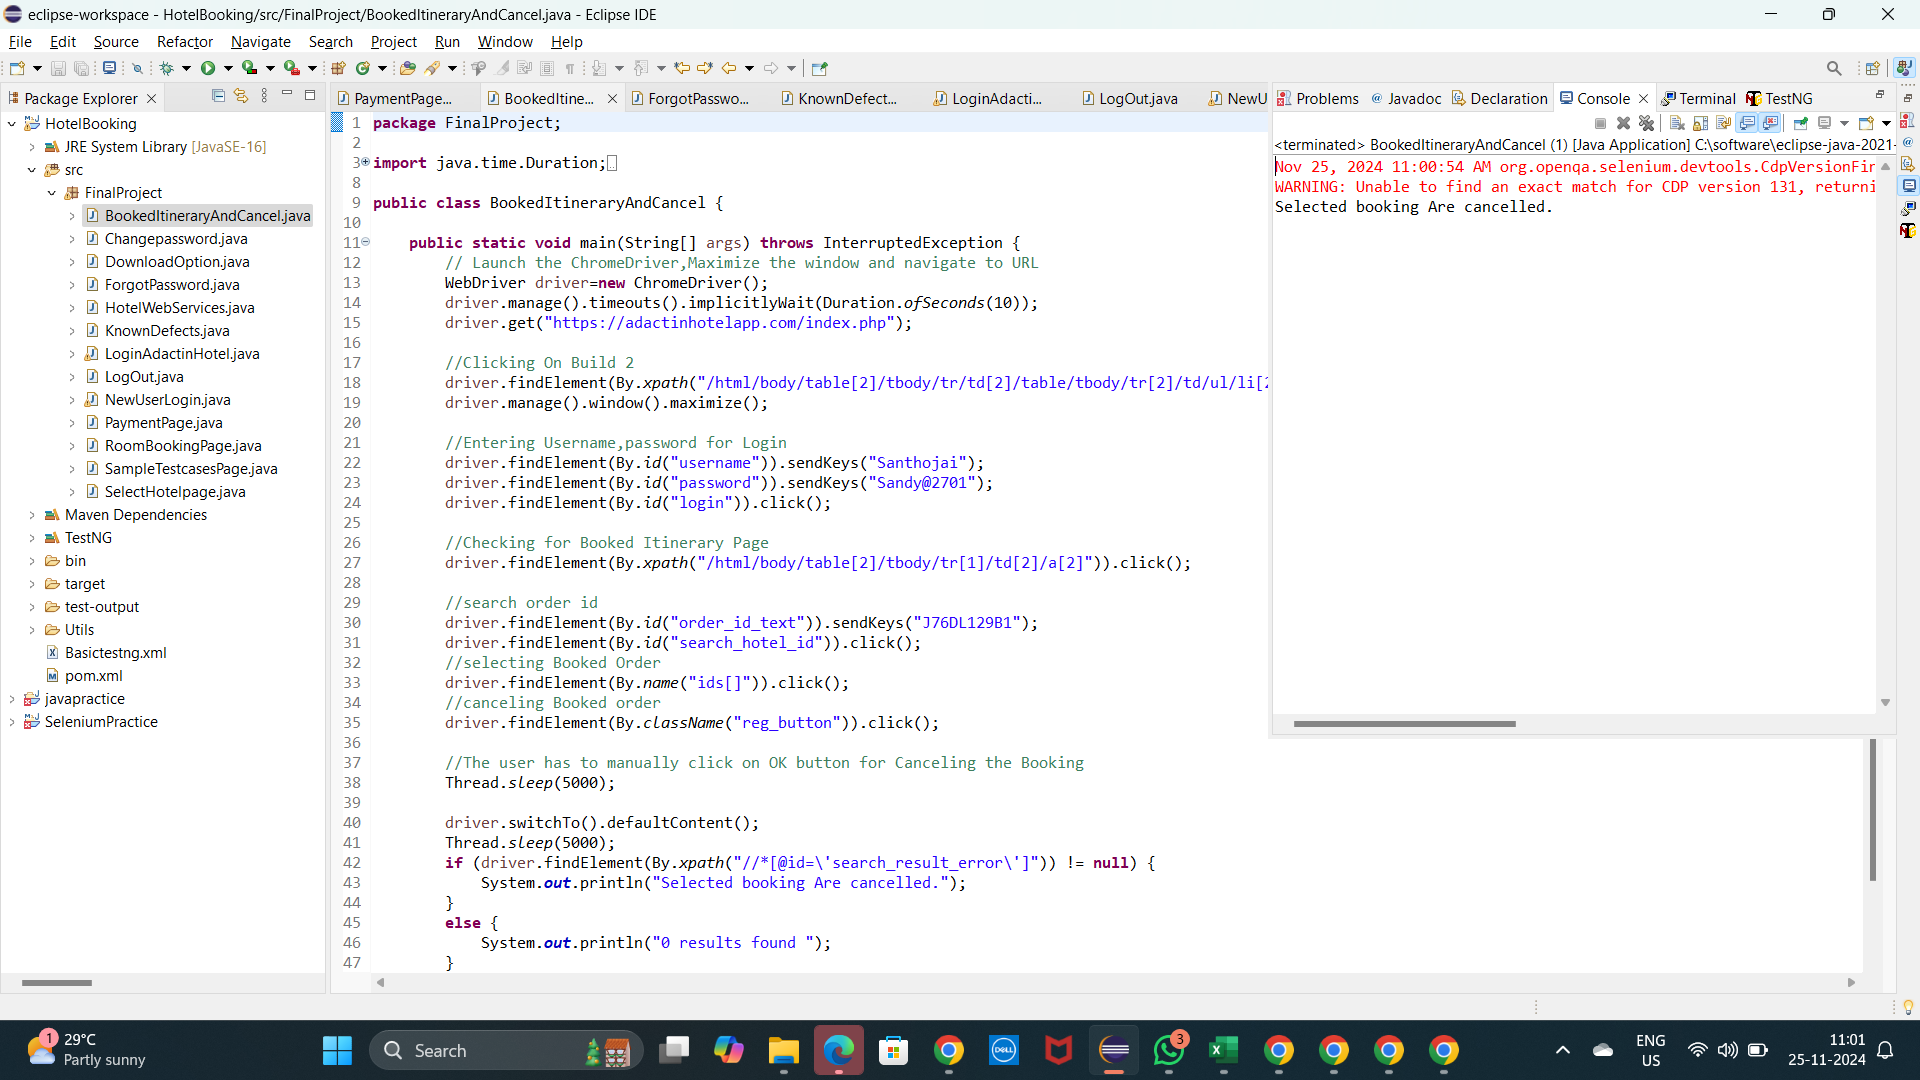 eclipse-workspace - HotelBooking/src/FinalProject/BookedItineraryAndCancel.java - Eclipse IDE
File Edit Source Refactor Navigate Search Project Run Window Help
Package Explorer
HotelBooking
JRE System Library [JavaSE-16]
src
FinalProject
BookedItineraryAndCancel.java
Changepassword.java
DownloadOption.java
ForgotPassword.java
HotelWebServices.java
KnownDefects.java
LoginAdactinHotel.java
LogOut.java
NewUserLogin.java
PaymentPage.java
RoomBookingPage.java
SampleTestcasesPage.java
SelectHotelpage.java
Maven Dependencies
TestNG
bin
target
test-output
Utils
Basictestng.xml
pom.xml
javapractice
SeleniumPractice
PaymentPage... BookedItine... ForgotPasswo... KnownDefect... LoginAdacti... LogOut.java NewU
1 package FinalProject;
2
3 import java.time.Duration;
8
9 public class BookedItineraryAndCancel {
10
11 public static void main(String[] args) throws InterruptedException {
12 // Launch the ChromeDriver,Maximize the window and navigate to URL
13 WebDriver driver=new ChromeDriver();
14 driver.manage().timeouts().implicitlyWait(Duration.ofSeconds(10));
15 driver.get("https://adactinhotelapp.com/index.php");
16
17 //Clicking On Build 2
18 driver.findElement(By.xpath("/html/body/table[2]/tbody/tr/td[2]/table/tbody/tr[2]/td/ul/li[2
19 driver.manage().window().maximize();
20
21 //Entering Username,password for Login
22 driver.findElement(By.id("username")).sendKeys("Santhojai");
23 driver.findElement(By.id("password")).sendKeys("Sandy@2701");
24 driver.findElement(By.id("login")).click();
25
26 //Checking for Booked Itinerary Page
27 driver.findElement(By.xpath("/html/body/table[2]/tbody/tr[1]/td[2]/a[2]")).click();
28
29 //search order id
30 driver.findElement(By.id("order_id_text")).sendKeys("J76DL129B1");
31 driver.findElement(By.id("search_hotel_id")).click();
32 //selecting Booked Order
33 driver.findElement(By.name("ids[]")).click();
34 //canceling Booked order
35 driver.findElement(By.className("reg_button")).click();
36
37 //The user has to manually click on OK button for Canceling the Booking
38 Thread.sleep(5000);
39
40 driver.switchTo().defaultContent();
41 Thread.sleep(5000);
42 if (driver.findElement(By.xpath("//*[@id=\'search_result_error\']")) != null) {
43 System.out.println("Selected booking Are cancelled.");
44 }
45 else {
46 System.out.println("0 results found ");
47 }
Problems Javadoc Declaration Console Terminal TestNG
<terminated> BookedItineraryAndCancel (1) [Java Application] C:\software\eclipse-java-2021-
Nov 25, 2024 11:00:54 AM org.openqa.selenium.devtools.CdpVersionFin
WARNING: Unable to find an exact match for CDP version 131, returni
Selected booking Are cancelled.
1
29°C
Partly sunny
Search
DELL
3
ENG
US
11:01
25-11-2024